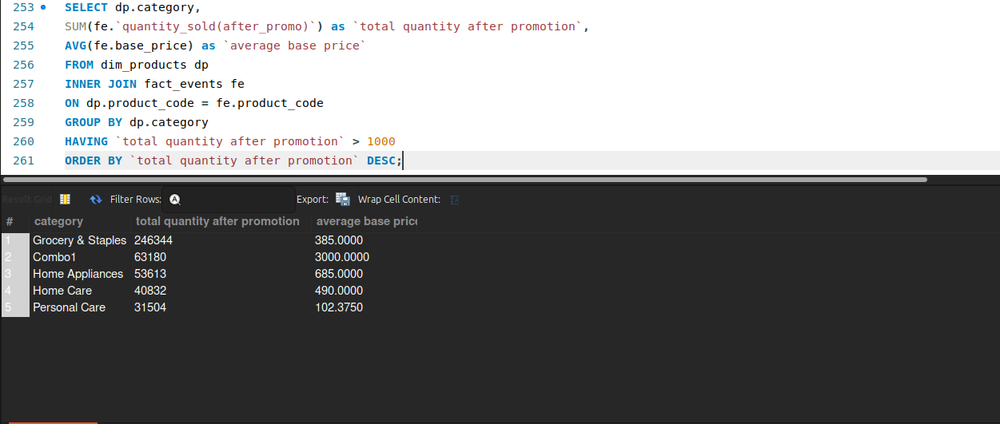 253 SELECT dp.category,
254 SUM(fe.`quantity_sold(after_promo)`) as `total quantity after promotion`,
255 AVG(fe.base_price) as `average base price`
256 FROM dim_products dp
257 INNER JOIN fact_events fe
258 ON dp.product_code = fe.product_code
259 GROUP BY dp.category
260 HAVING `total quantity after promotion` > 1000
261 ORDER BY `total quantity after promotion` DESC;
Result Grid Filter Rows: A Export: Wrap Cell Content: IA
# category total quantity after promotion average base price
1 Grocery & Staples 246344 385.0000
2 Combo1 63180 3000.0000
3 Home Appliances 53613 685.0000
4 Home Care 40832 490.0000
5 Personal Care 31504 102.3750